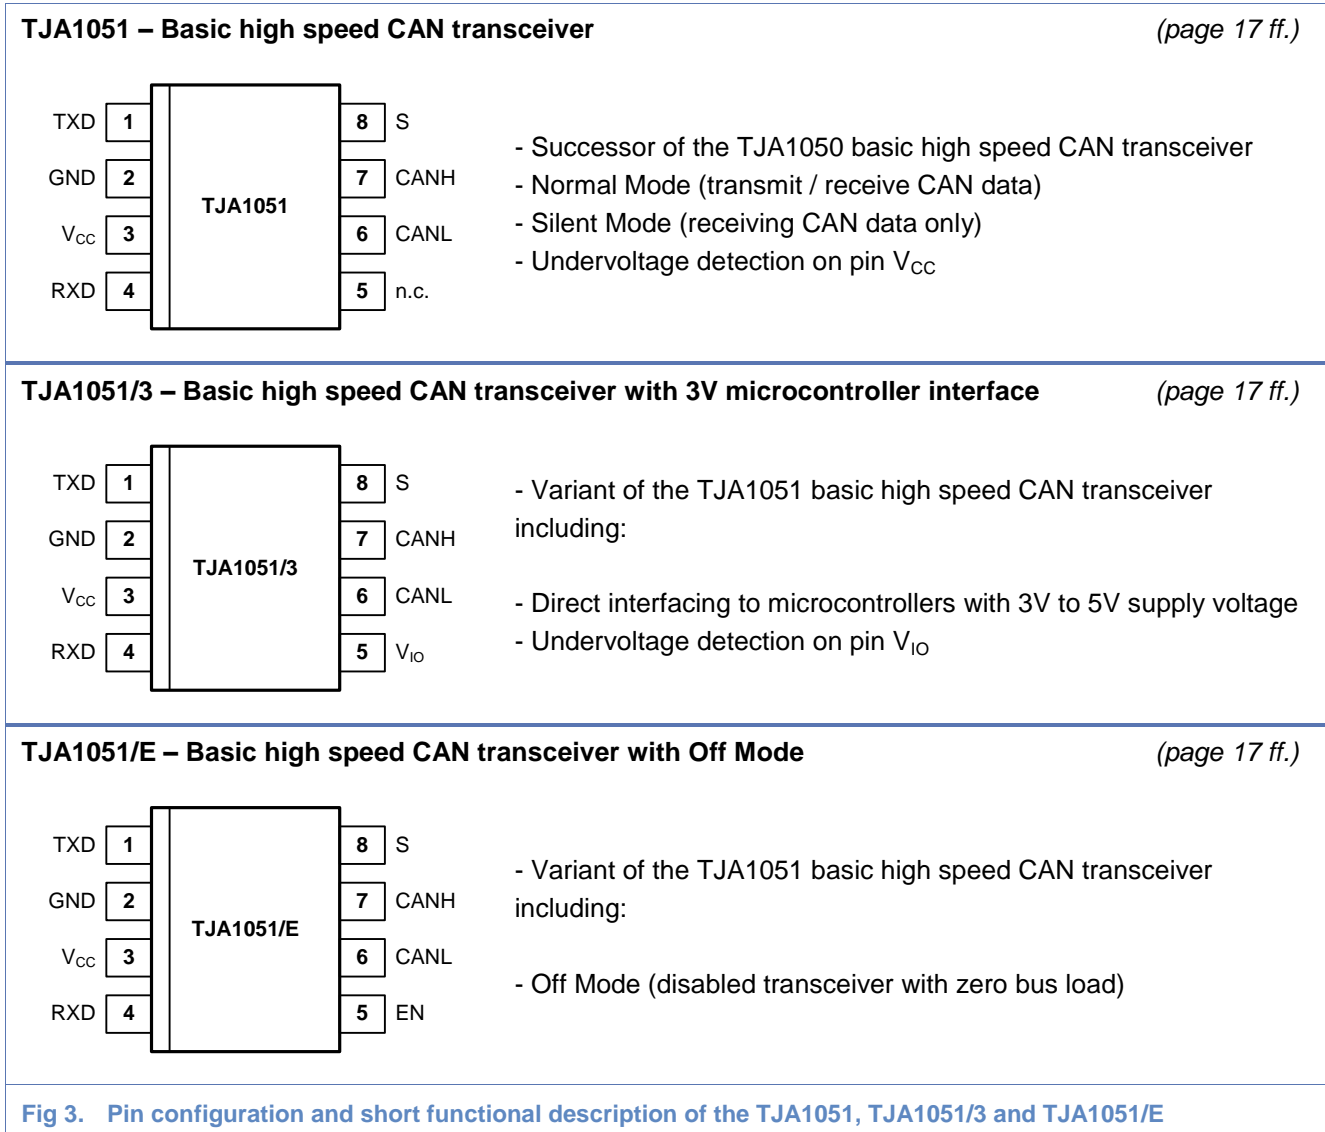 TJA1051 – Basic high speed CAN transceiver (page 17 ff.)
TXD 1 8 S
GND 2 7 CANH
TJA1051
VCC 3 6 CANL
RXD 4 5 n.c.
- Successor of the TJA1050 basic high speed CAN transceiver
- Normal Mode (transmit / receive CAN data)
- Silent Mode (receiving CAN data only)
- Undervoltage detection on pin VCC
TJA1051/3 – Basic high speed CAN transceiver with 3V microcontroller interface (page 17 ff.)
TXD 1 8 S
GND 2 7 CANH
TJA1051/3
VCC 3 6 CANL
RXD 4 5 VIO
- Variant of the TJA1051 basic high speed CAN transceiver
including:
- Direct interfacing to microcontrollers with 3V to 5V supply voltage
- Undervoltage detection on pin VIO
TJA1051/E – Basic high speed CAN transceiver with Off Mode (page 17 ff.)
TXD 1 8 S
GND 2 7 CANH
TJA1051/E
VCC 3 6 CANL
RXD 4 5 EN
- Variant of the TJA1051 basic high speed CAN transceiver
including:
- Off Mode (disabled transceiver with zero bus load)
Fig 3. Pin configuration and short functional description of the TJA1051, TJA1051/3 and TJA1051/E